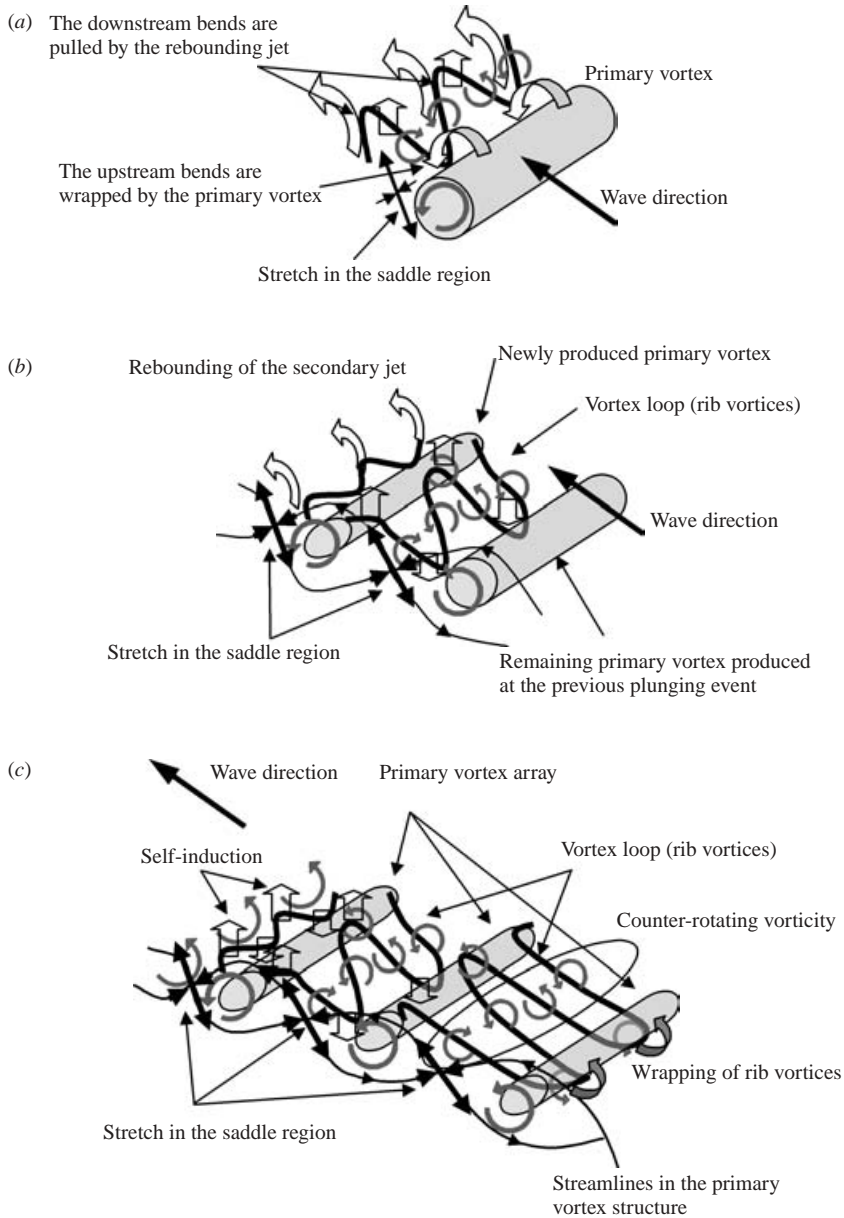 (a) The downstream bends are
pulled by the rebounding jet
Primary vortex
The upstream bends are
wrapped by the primary vortex
Wave direction
Stretch in the saddle region
(b) Rebounding of the secondary jet
Newly produced primary vortex
Vortex loop (rib vortices)
Wave direction
Stretch in the saddle region
Remaining primary vortex produced
at the previous plunging event
(c)
Wave direction
Primary vortex array
Self-induction
Vortex loop (rib vortices)
Counter-rotating vorticity
Wrapping of rib vortices
Stretch in the saddle region
Streamlines in the primary
vortex structure